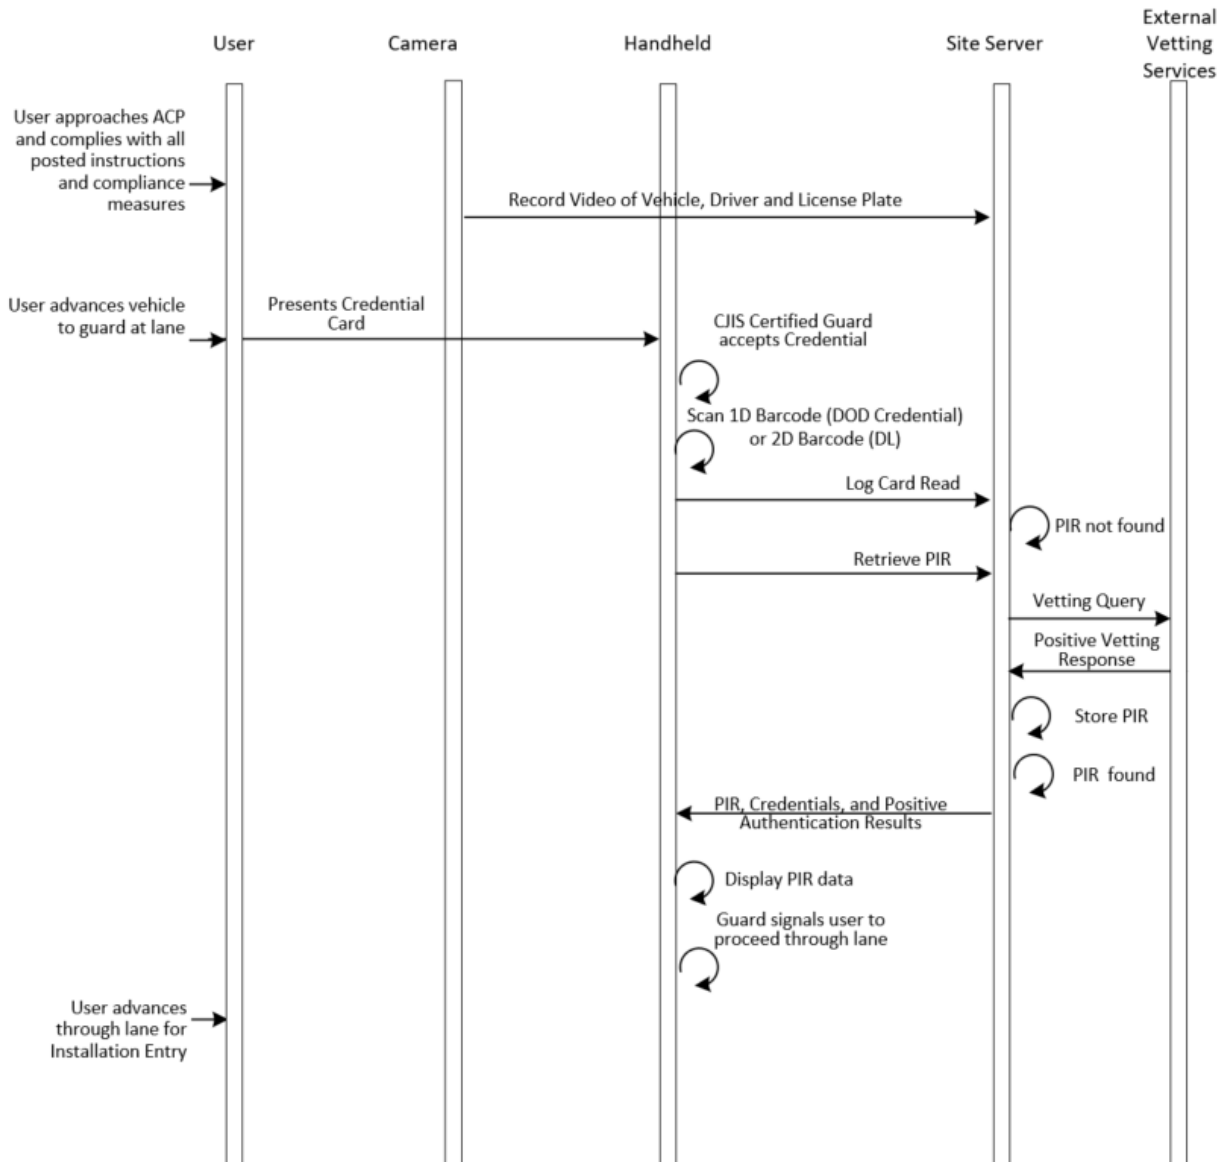 External
Vetting
Services
User
Camera
Handheld
Site Server
User approaches ACP
and complies with all
posted instructions
and compliance
measures
Record Video of Vehicle, Driver and License Plate
User advances vehicle
to guard at lane
Presents Credential
Card
CJIS Certified Guard
accepts Credential
Scan 1D Barcode (DOD Credential)
or 2D Barcode (DL)
Log Card Read
PIR not found
Retrieve PIR
Vetting Query
Positive Vetting
Response
Store PIR
PIR found
PIR, Credentials, and Positive
Authentication Results
Display PIR data
Guard signals user to
proceed through lane
User advances
through lane for
Installation Entry